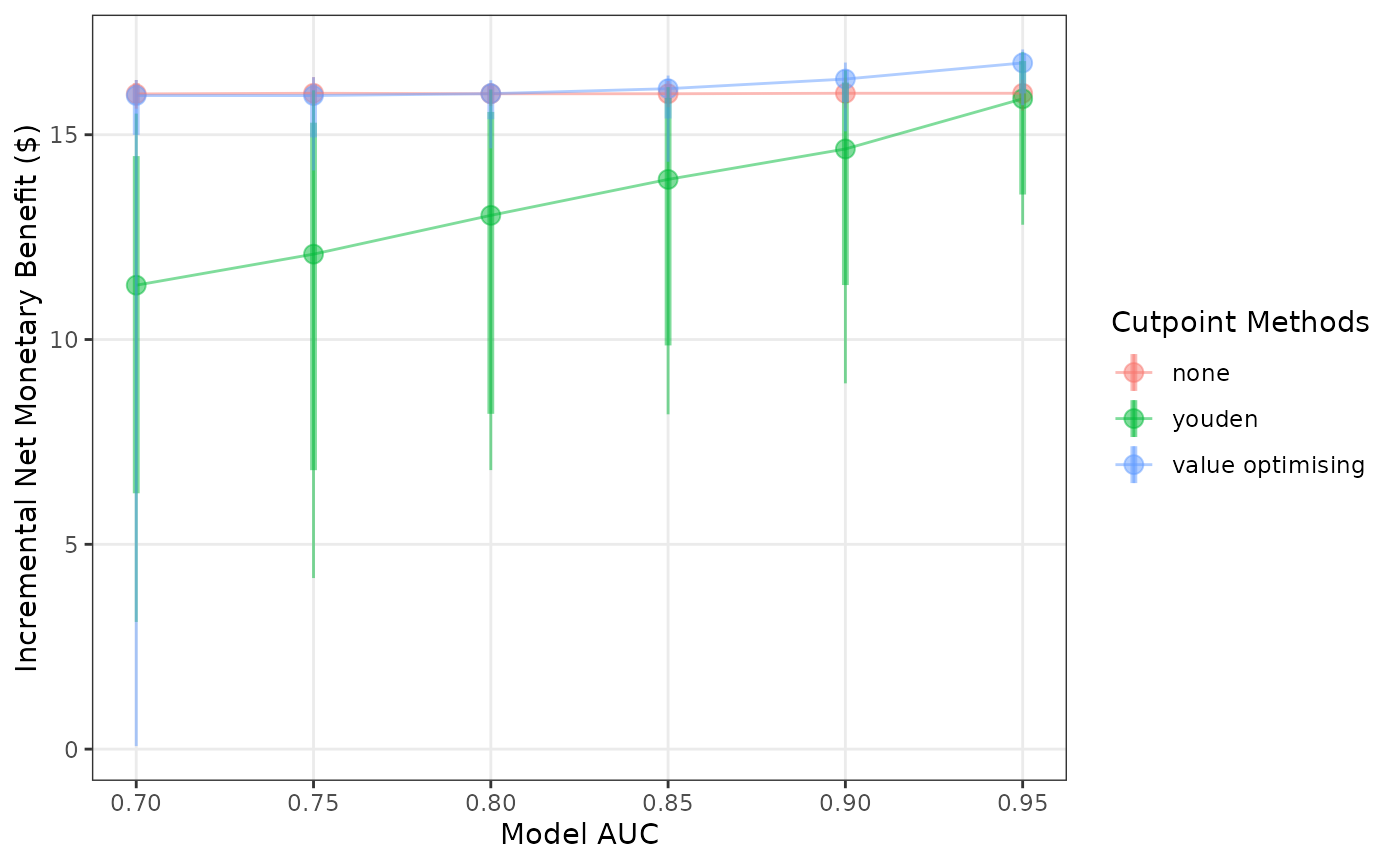 Incremental Net Monetary Benefit ($)
15
10
5
0
0.70 0.75 0.80 0.85 0.90 0.95
Model AUC
Cutpoint Methods
none
youden
value optimising